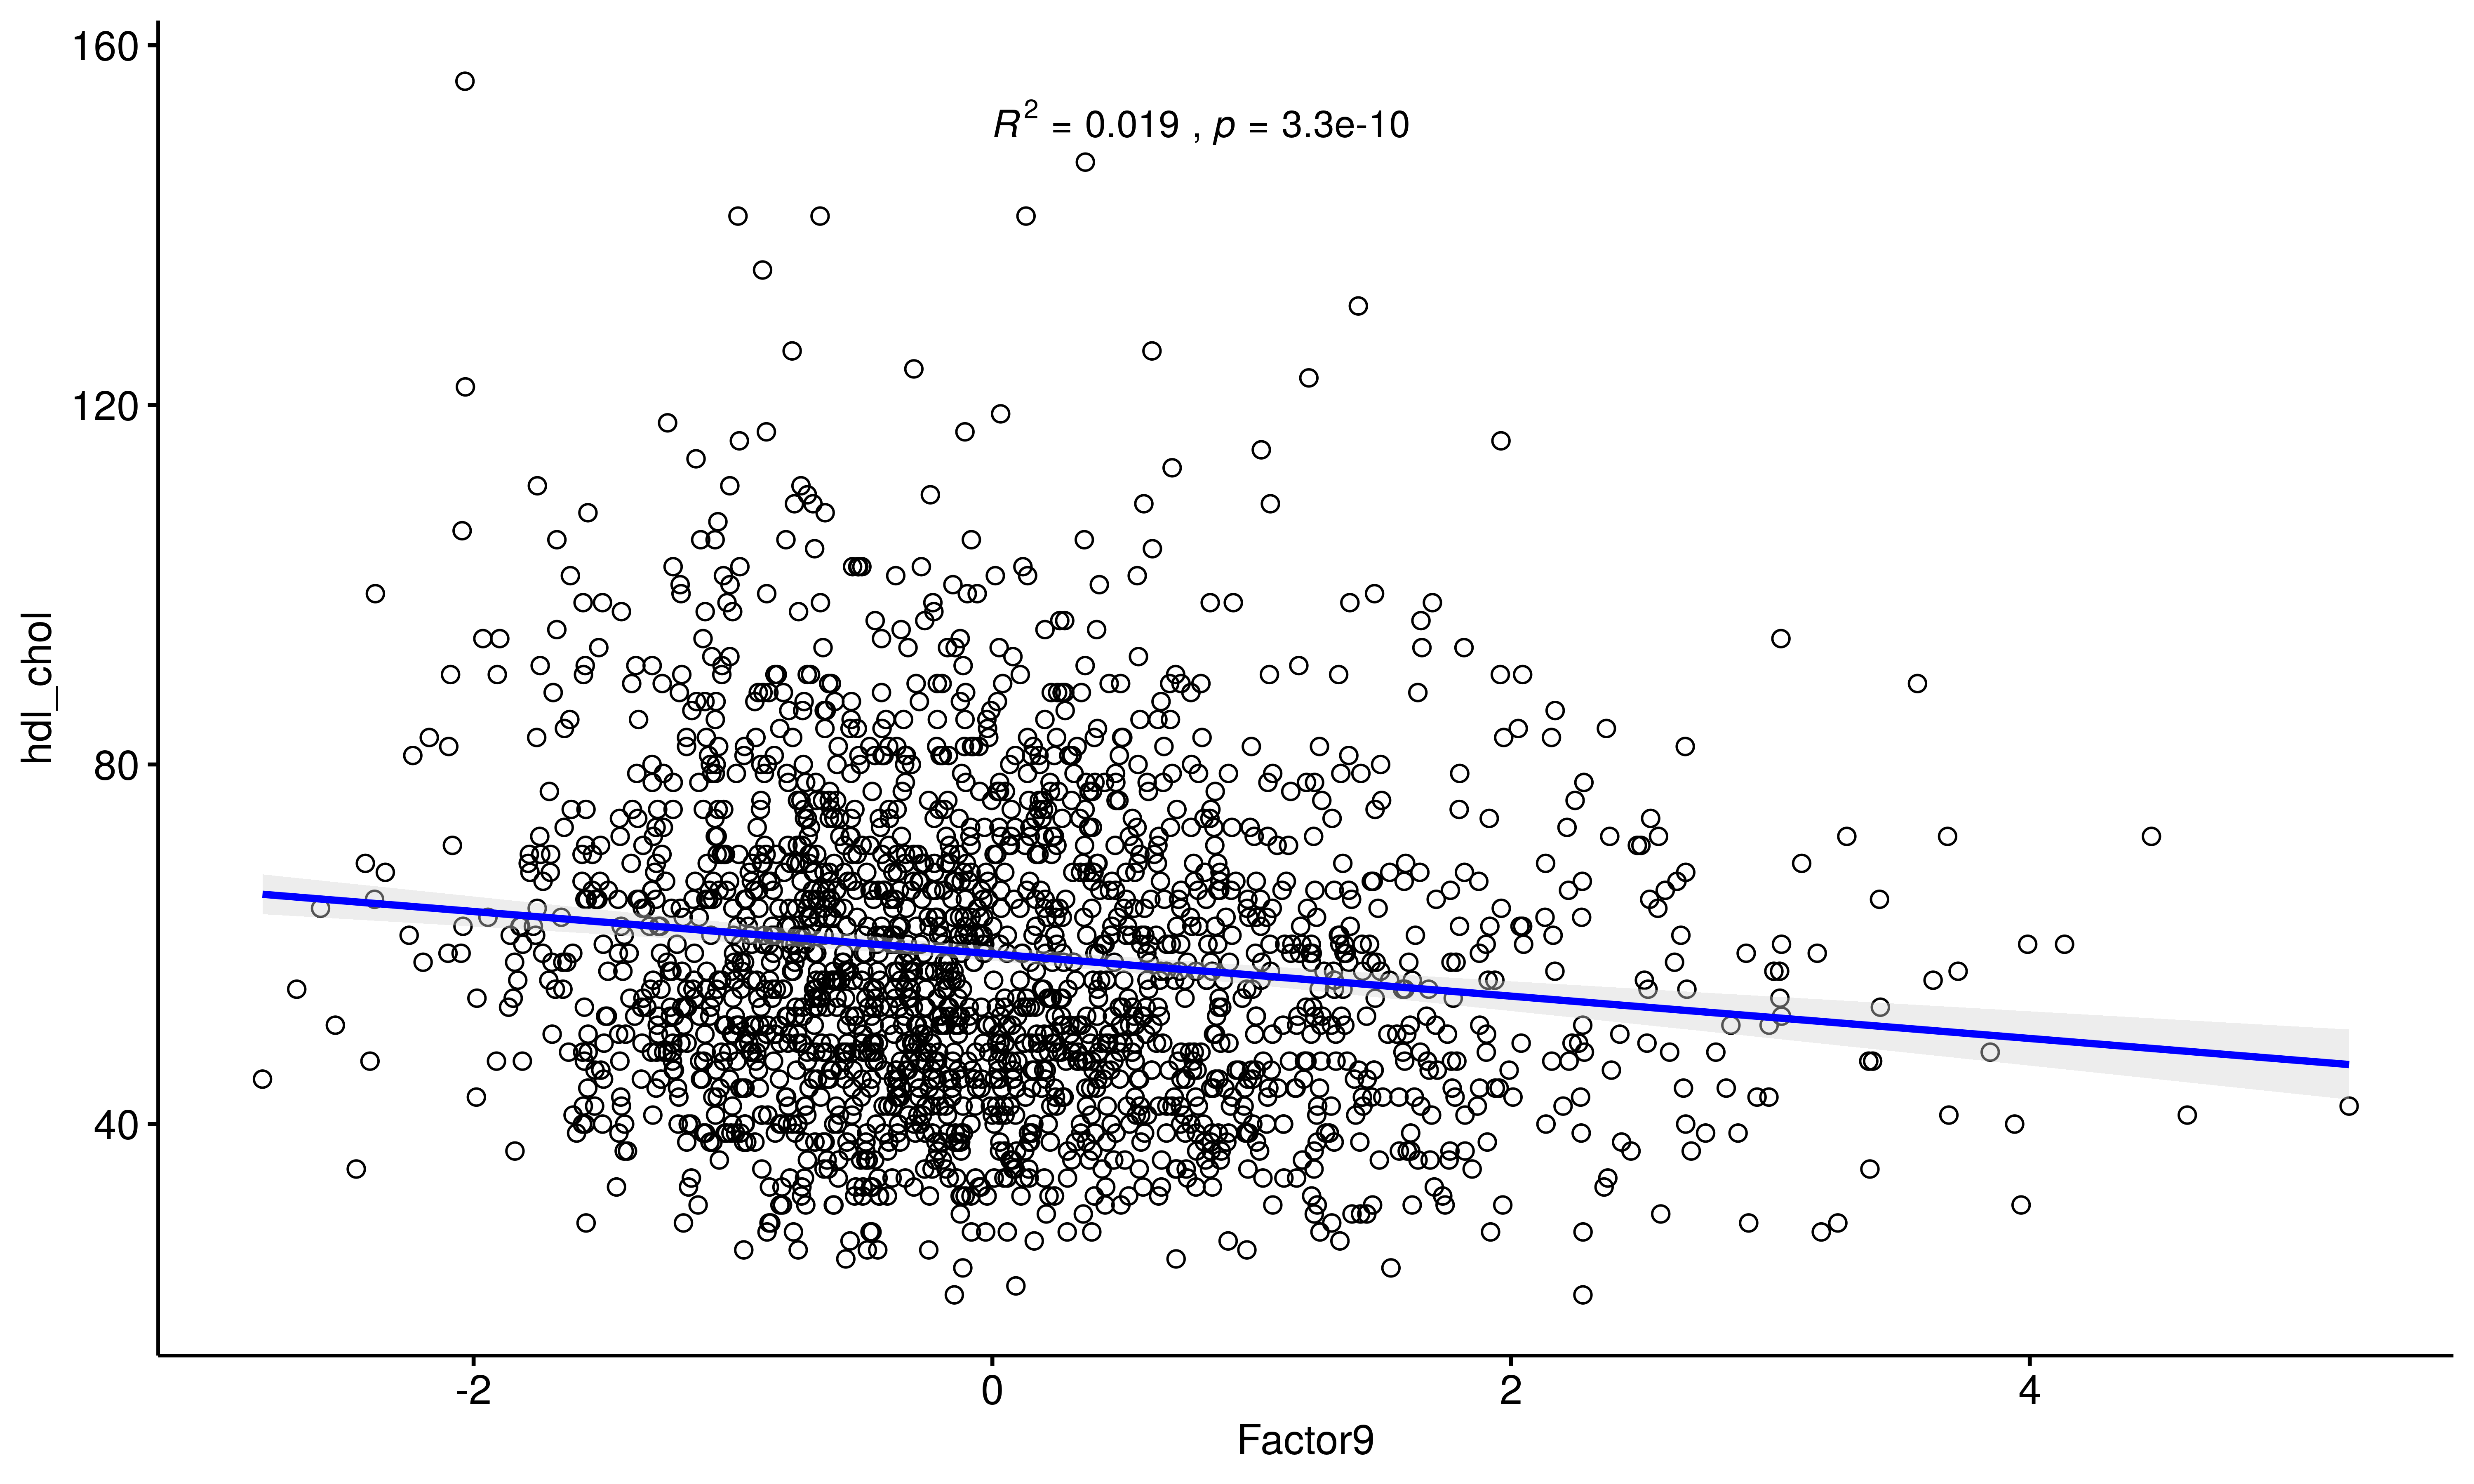 160
R² = 0.019 , p = 3.3e-10
120
hdl_chol
80
40
-2 0 2 4
Factor9